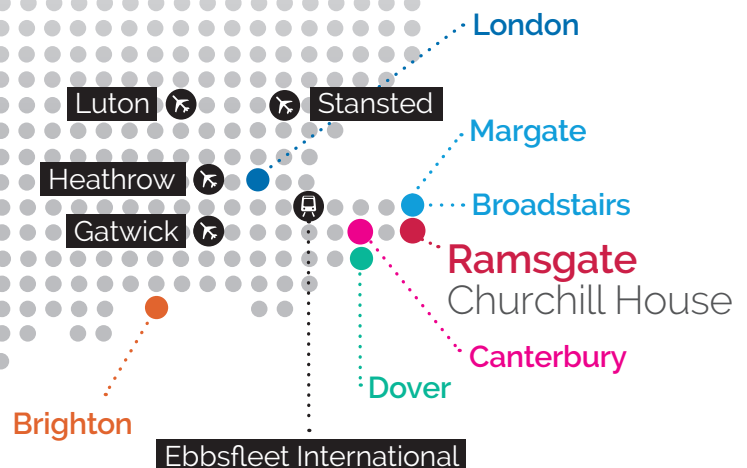 London
Luton
Stansted
Margate
Heathrow
Broadstairs
Gatwick
Ramsgate
Churchill House
Canterbury
Dover
Brighton
Ebbsfleet International